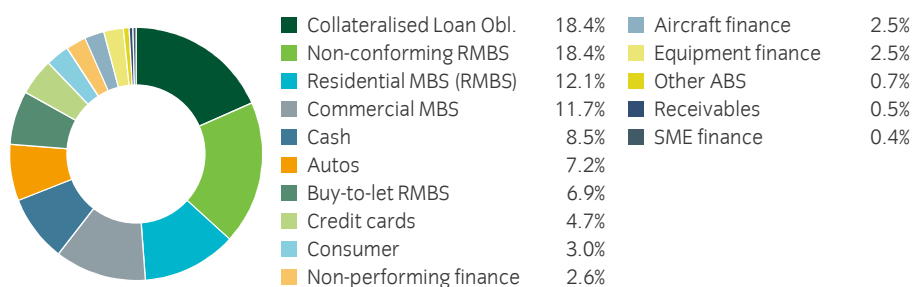 Collateralised Loan Obl. 18.4%
Non-conforming RMBS 18.4%
Residential MBS (RMBS) 12.1%
Commercial MBS 11.7%
Cash 8.5%
Autos 7.2%
Buy-to-let RMBS 6.9%
Credit cards 4.7%
Consumer 3.0%
Non-performing finance 2.6%
Aircraft finance 2.5%
Equipment finance 2.5%
Other ABS 0.7%
Receivables 0.5%
SME finance 0.4%